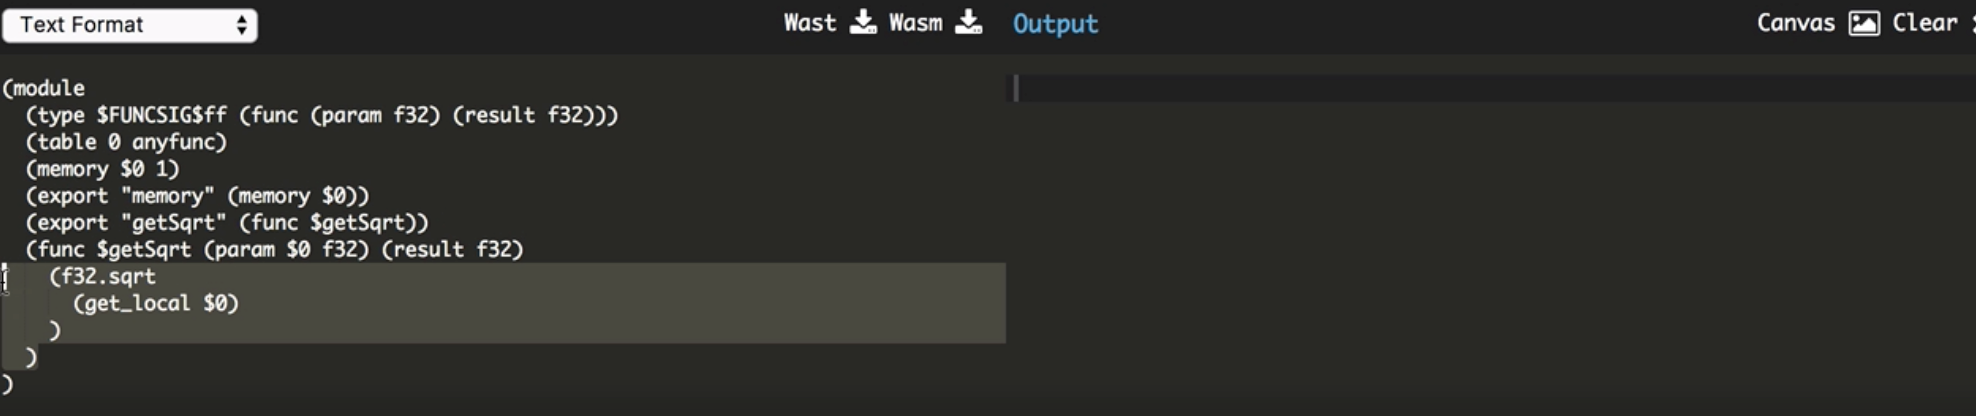 Text Format
Wast Wasm Output Canvas Clear
(module
  (type $FUNCSIG$ff (func (param f32) (result f32)))
  (table 0 anyfunc)
  (memory $0 1)
  (export "memory" (memory $0))
  (export "getSqrt" (func $getSqrt))
  (func $getSqrt (param $0 f32) (result f32)
    (f32.sqrt
      (get_local $0)
    )
  )
)